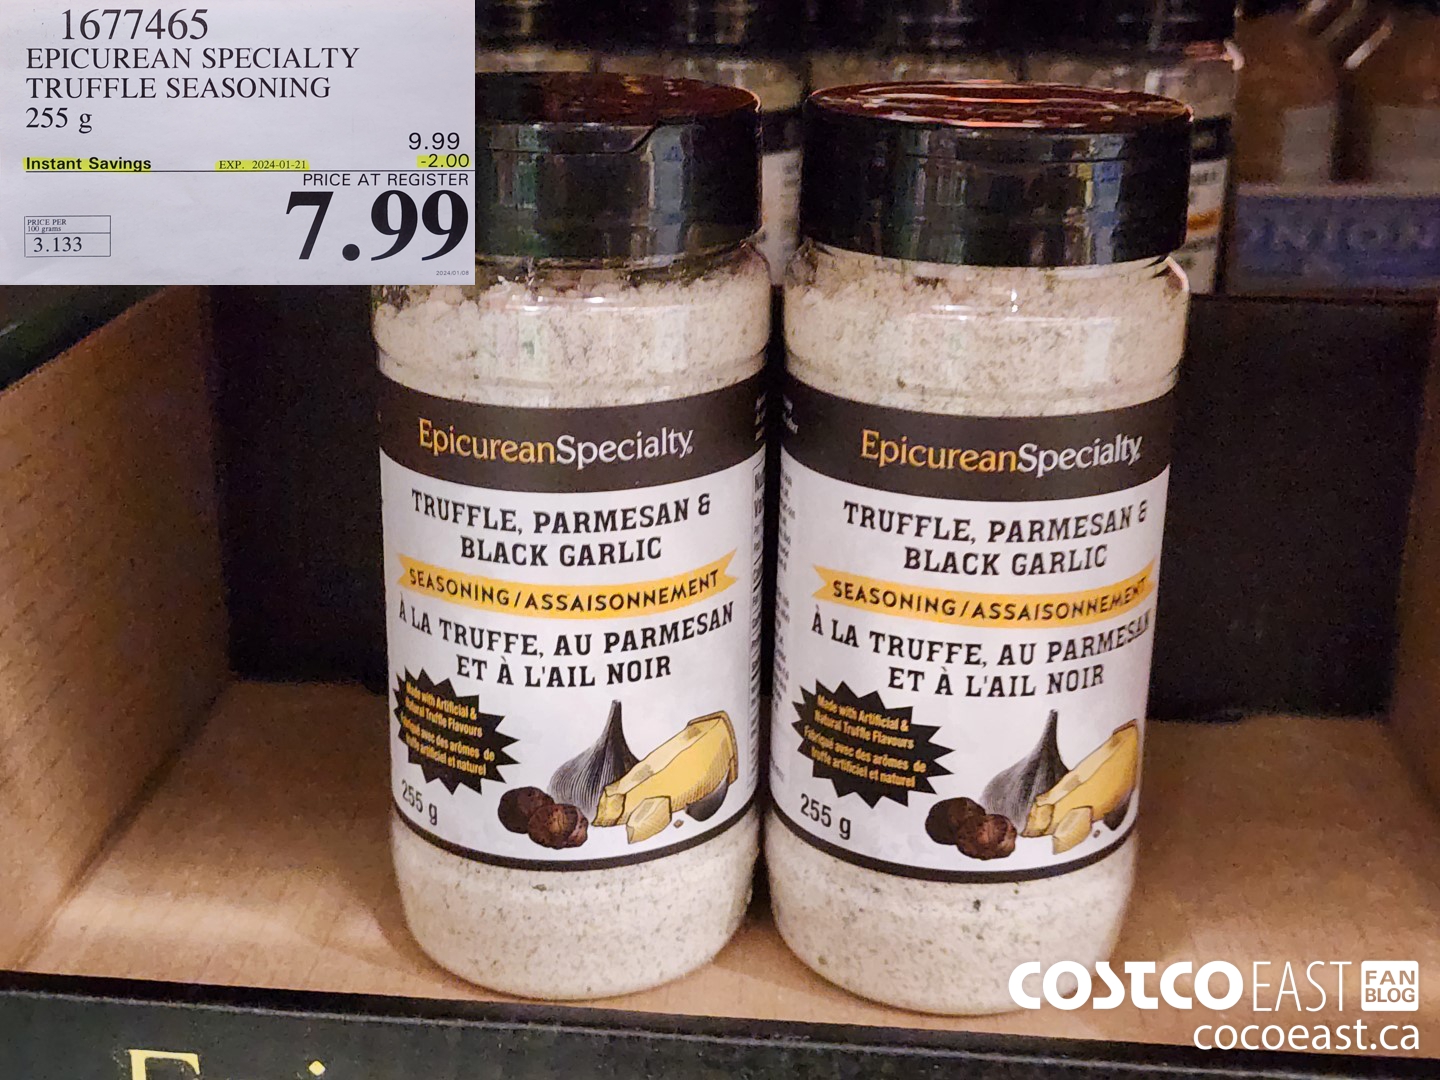 1677465
EPICUREAN SPECIALTY
TRUFFLE SEASONING
255 g
9.99
Instant Savings EXP. 2024-01-21 -2.00
PRICE AT REGISTER
7.99
PRICE PER
100 grams
3.133
2024/01/08
EpicureanSpecialty
TRUFFLE, PARMESAN &
BLACK GARLIC
SEASONING/ASSAISONNEMENT
À LA TRUFFE, AU PARMESAN
ET À L'AIL NOIR
Made with Artificial &
Natural Truffle Flavours
Fabriqué avec des arômes de
truffe artificiel et naturel
255 g
EpicureanSpecialty
TRUFFLE, PARMESAN &
BLACK GARLIC
SEASONING/ASSAISONNEMENT
À LA TRUFFE, AU PARMESAN
ET À L'AIL NOIR
Made with Artificial &
Natural Truffle Flavours
Fabriqué avec des arômes de
truffe artificiel et naturel
255 g
ONION
COSTCO EAST FAN BLOG
cocoeast.ca